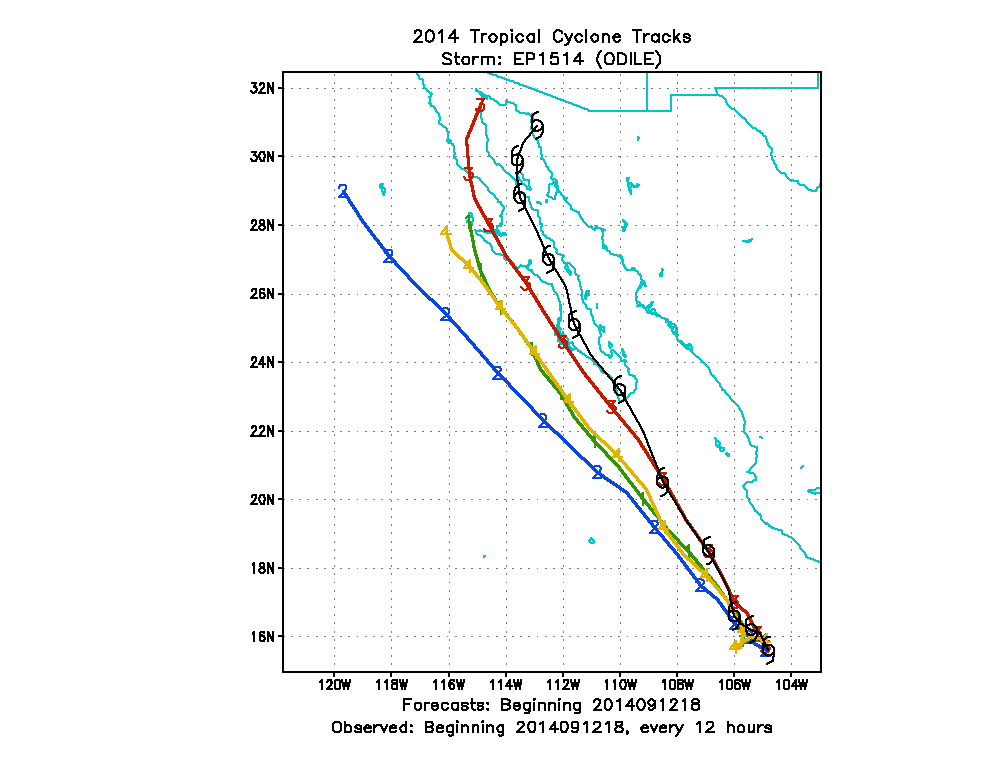 2014 Tropical Cyclone Tracks
Storm: EP1514 (ODILE)
32N
30N
28N
26N
24N
22N
20N
18N
16N
120W 118W 116W 114W 112W 110W 108W 106W 104W
Forecasts: Beginning 2014091218
Observed: Beginning 2014091218, every 12 hours